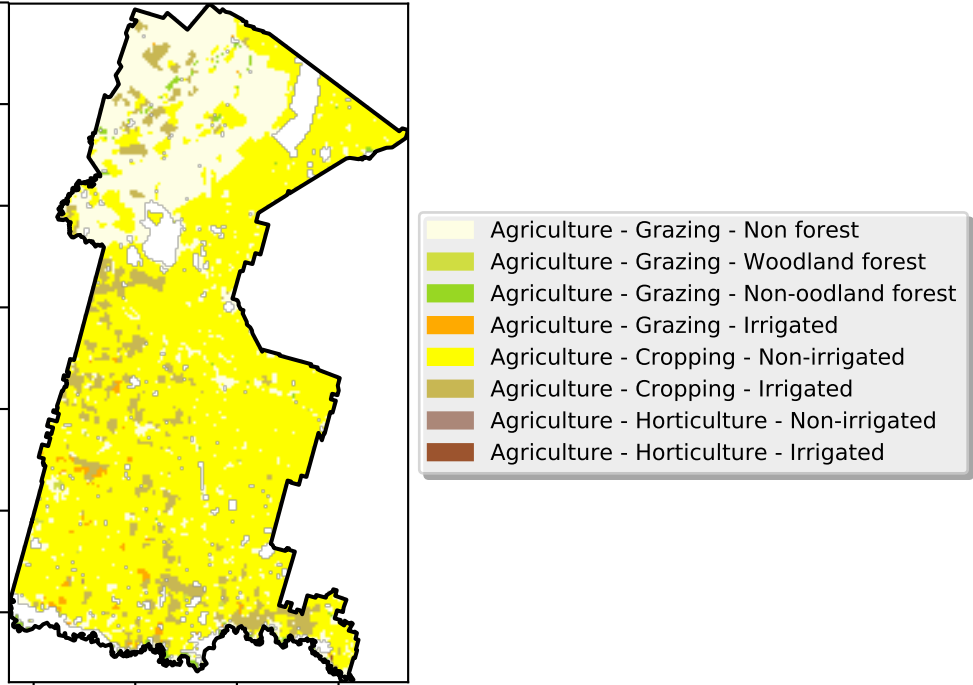 Agriculture - Grazing - Non forest
Agriculture - Grazing - Woodland forest
Agriculture - Grazing - Non-oodland forest
Agriculture - Grazing - Irrigated
Agriculture - Cropping - Non-irrigated
Agriculture - Cropping - Irrigated
Agriculture - Horticulture - Non-irrigated
Agriculture - Horticulture - Irrigated